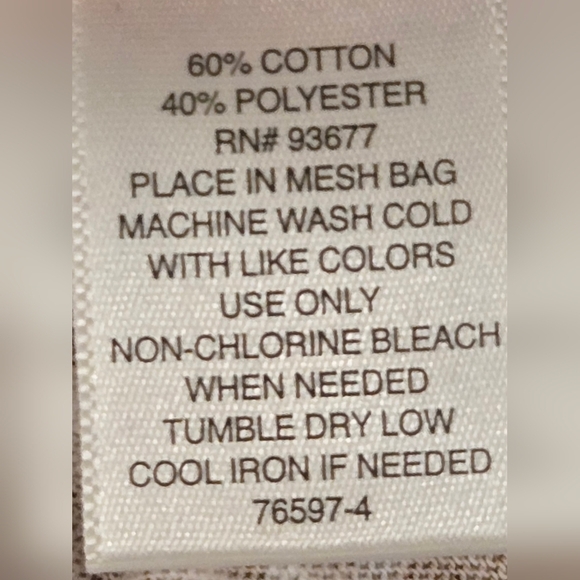 60% COTTON
40% POLYESTER
RN# 93677
PLACE IN MESH BAG
MACHINE WASH COLD
WITH LIKE COLORS
USE ONLY
NON-CHLORINE BLEACH
WHEN NEEDED
TUMBLE DRY LOW
COOL IRON IF NEEDED
76597-4